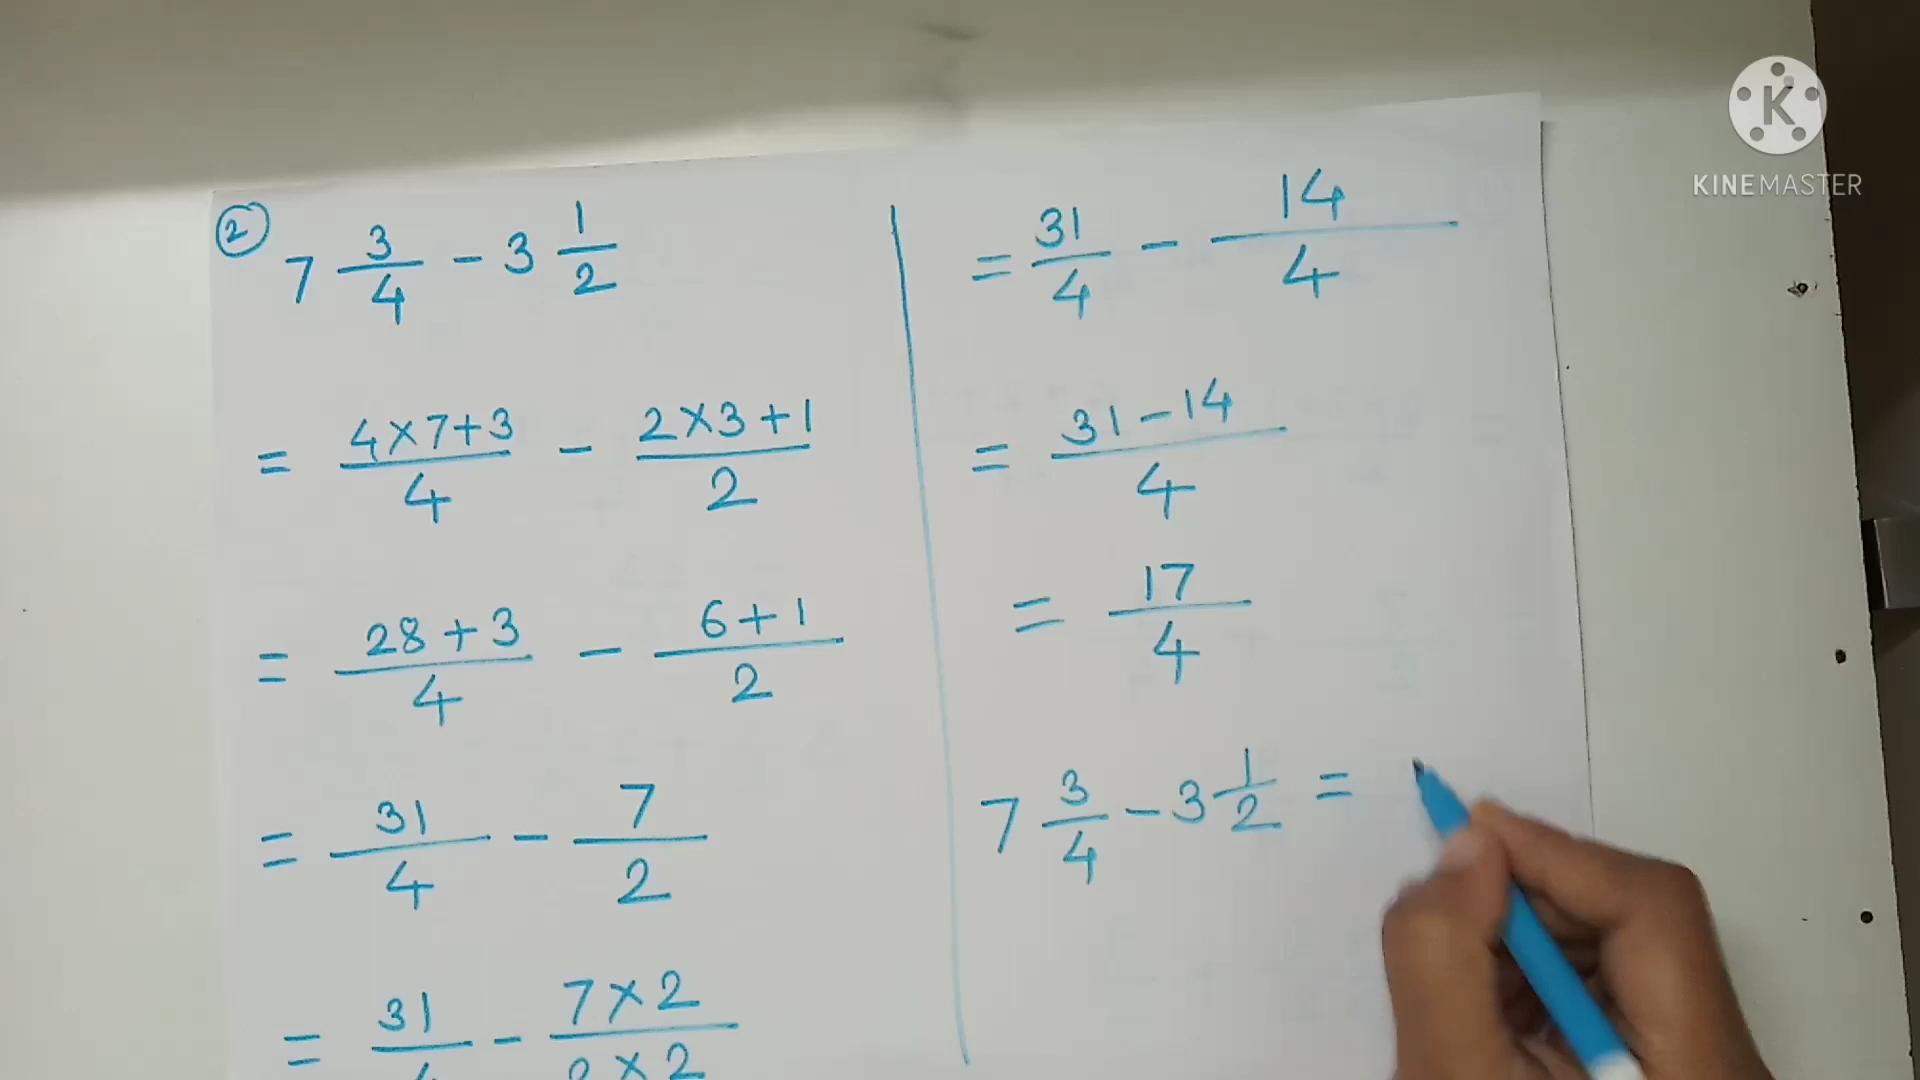 ② 7 3/4 - 3 1/2
= 4×7+3/4 - 2×3+1/2
= 28+3/4 - 6+1/2
= 31/4 - 7/2
= 31/4 - 7×2/2×2
= 31/4 - 14/4
= 31-14/4
= 17/4
7 3/4 - 3 1/2 =
K
KINEMASTER